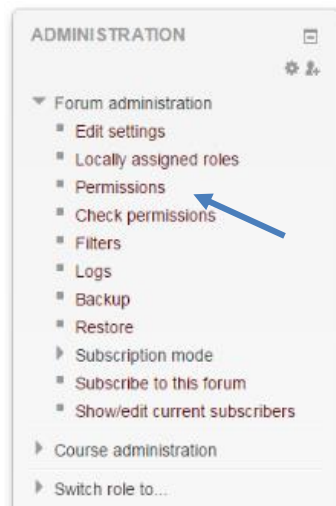 ADMINISTRATION
Forum administration
Edit settings
Locally assigned roles
Permissions
Check permissions
Filters
Logs
Backup
Restore
Subscription mode
Subscribe to this forum
Show/edit current subscribers
Course administration
Switch role to...